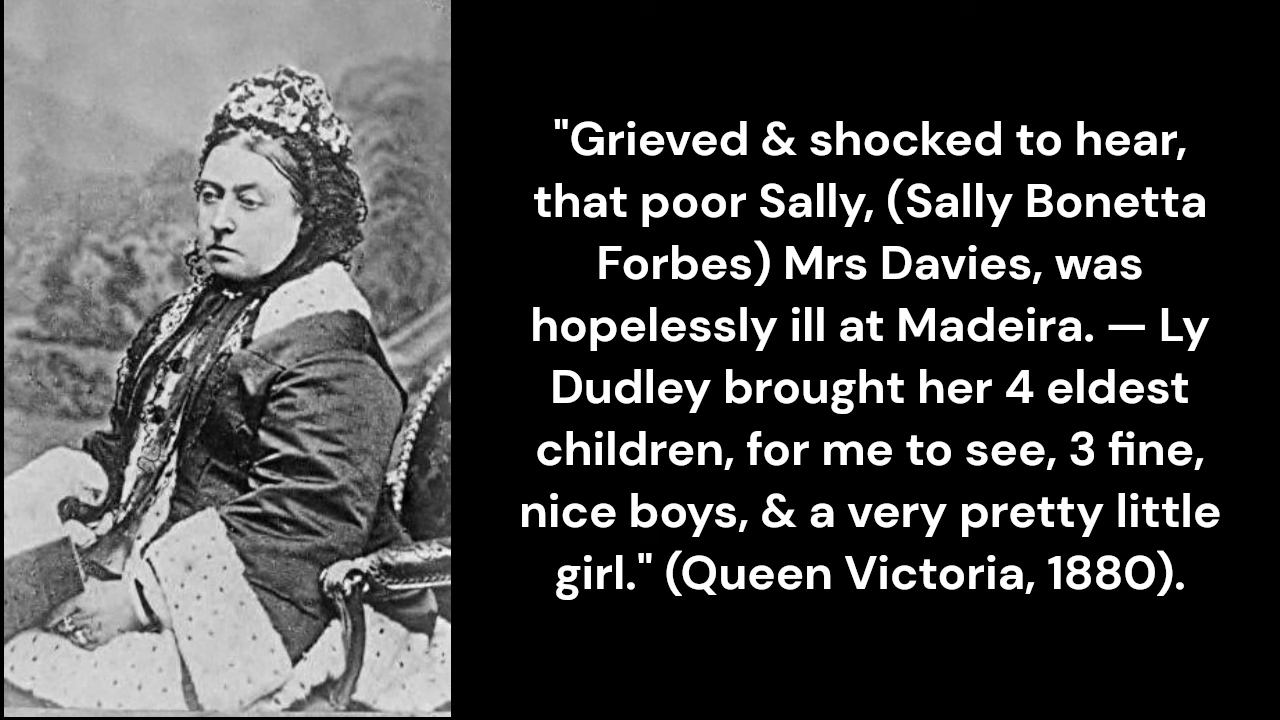 "Grieved & shocked to hear,
that poor Sally, (Sally Bonetta
Forbes) Mrs Davies, was
hopelessly ill at Madeira. — Ly
Dudley brought her 4 eldest
children, for me to see, 3 fine,
nice boys, & a very pretty little
girl." (Queen Victoria, 1880).